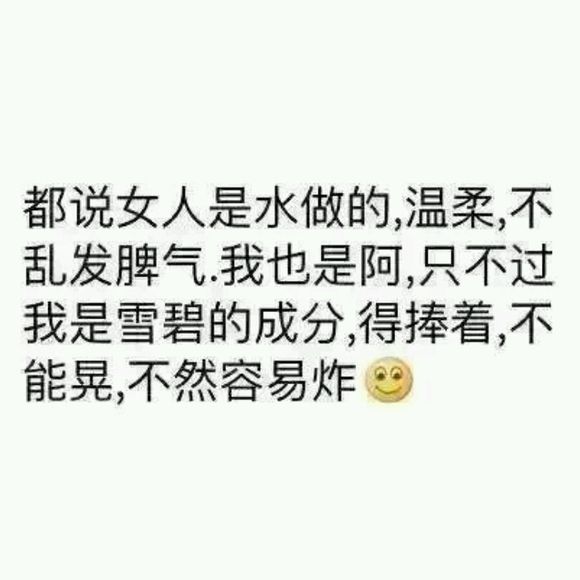 都说女人是水做的,温柔,不
乱发脾气.我也是阿,只不过
我是雪碧的成分,得捧着,不
能晃,不然容易炸